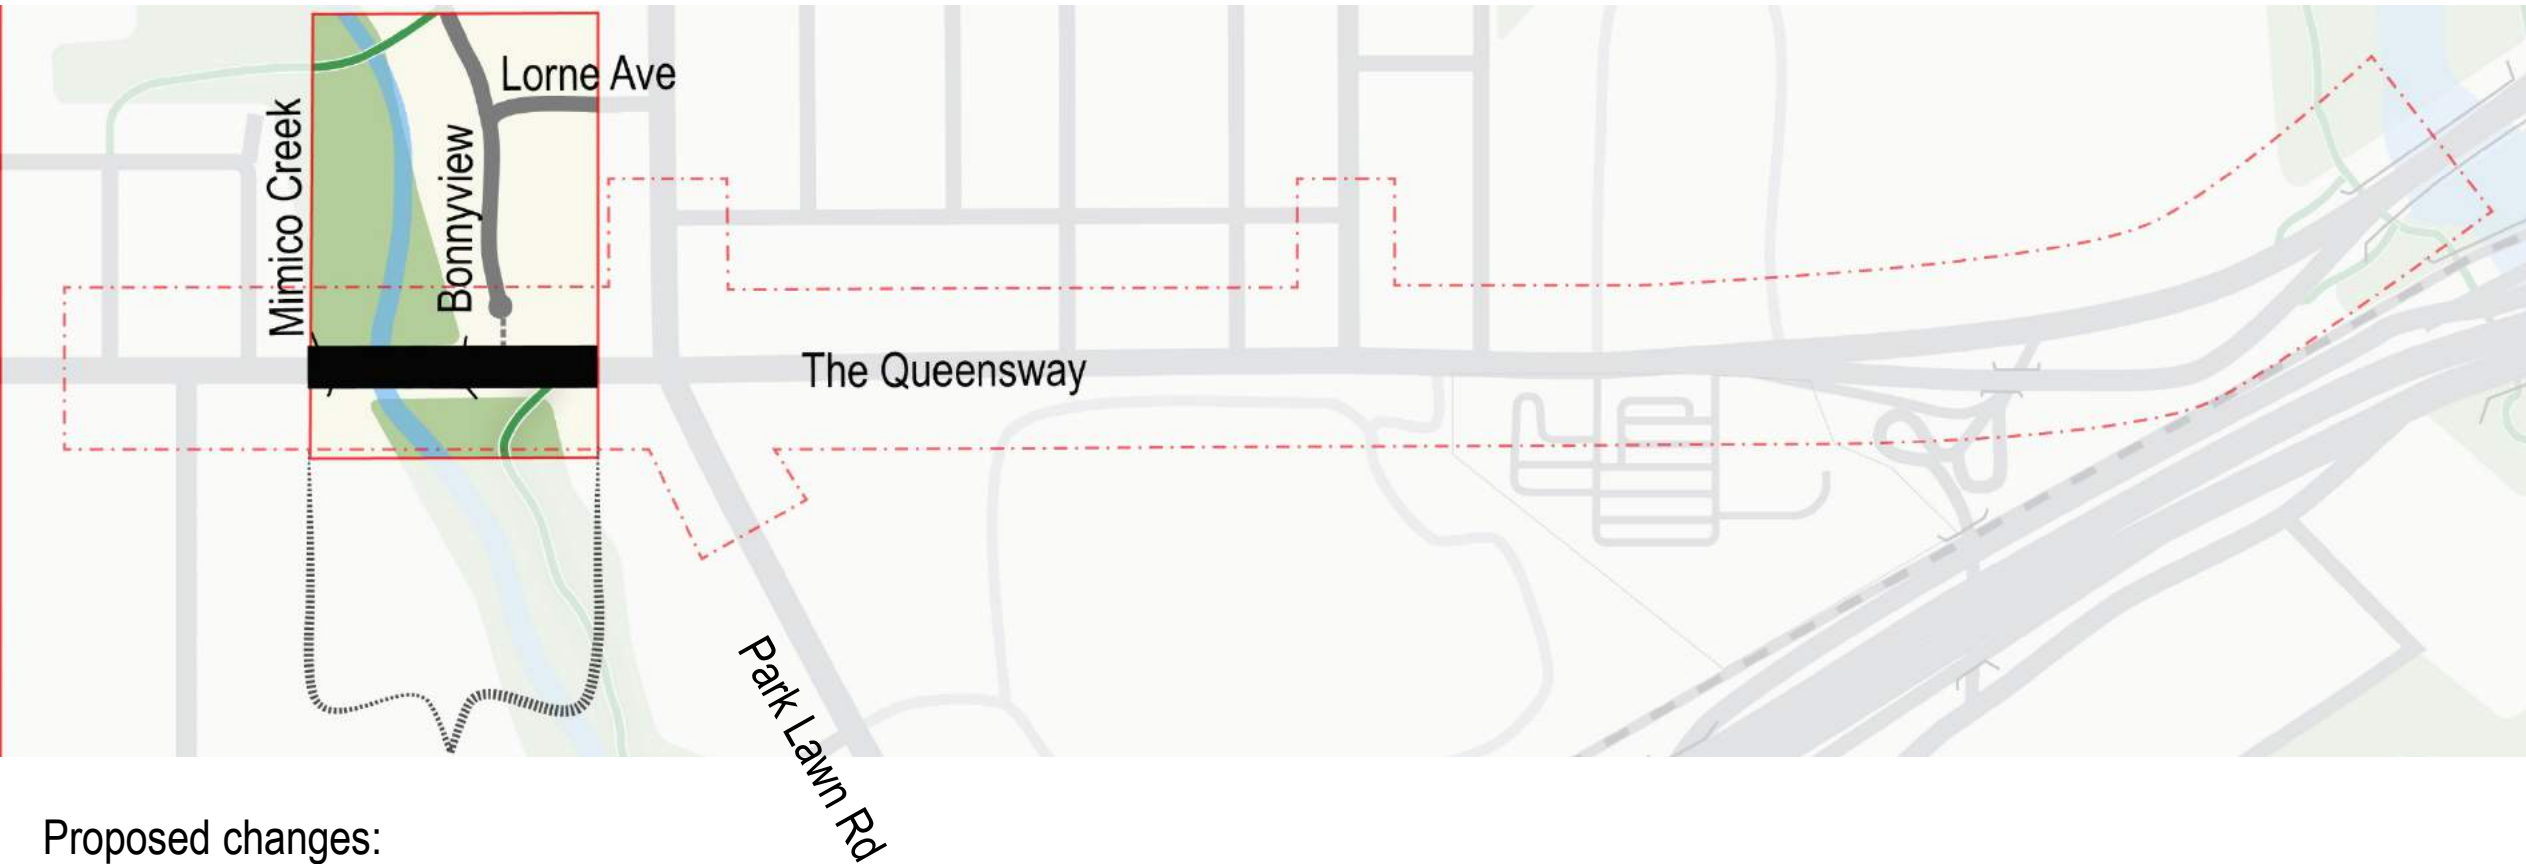 Lorne Ave
Mimico Creek
Bonnyview
The Queensway
Park Lawn Rd
Proposed changes: